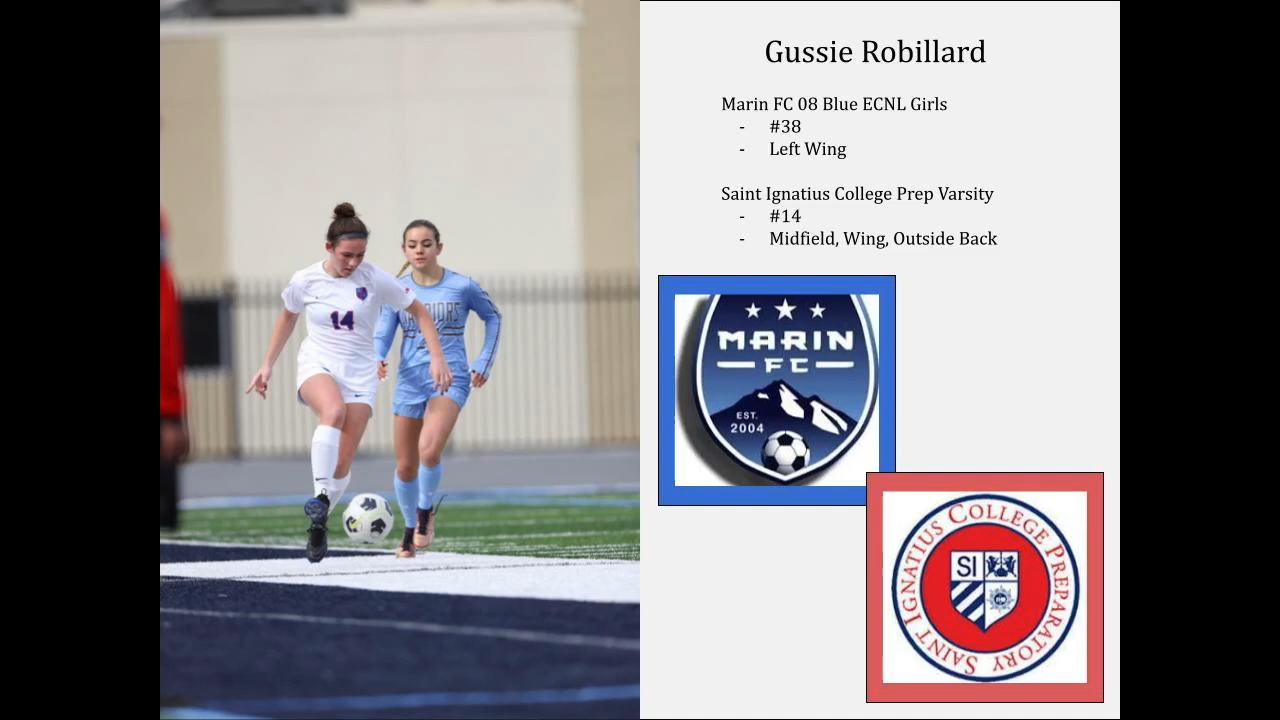 Gussie Robillard
Marin FC 08 Blue ECNL Girls
- #38
- Left Wing
Saint Ignatius College Prep Varsity
- #14
- Midfield, Wing, Outside Back
14
MARIN
FC
EST.
2004
SAINT IGNATIUS COLLEGE PREPARATORY
SI